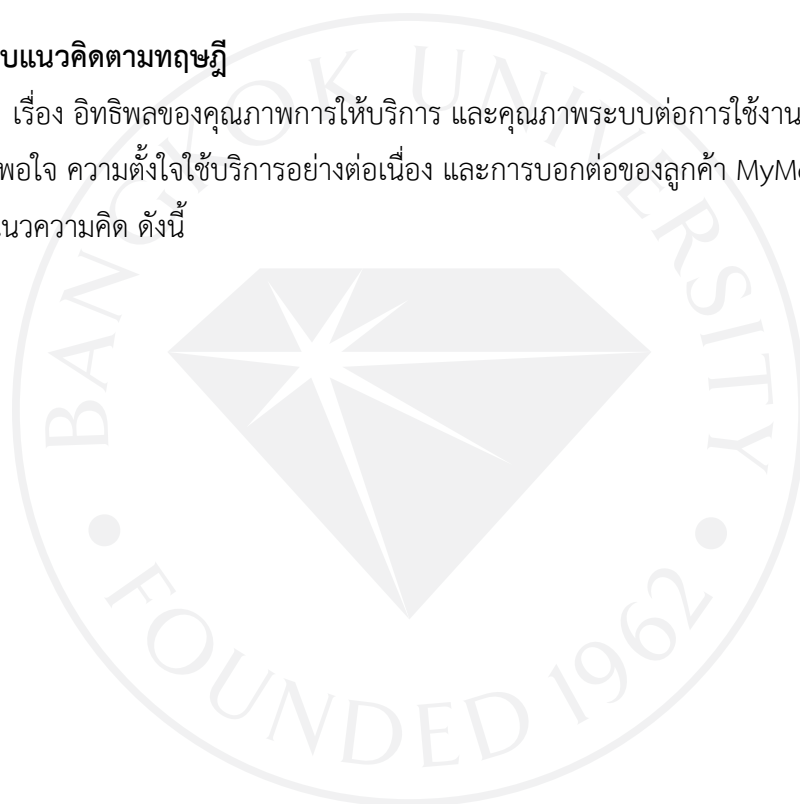 บแนวคิดตามทฤษฎี
เรื่อง อิทธิพลของคุณภาพการให้บริการ และคุณภาพระบบต่อการใช้งาน
พอใจ ความตั้งใจใช้บริการอย่างต่อเนื่อง และการบอกต่อของลูกค้า MyM
นวความคิด ดังนี้
BANGKOK UNIVERSITY
FOUNDED 1962